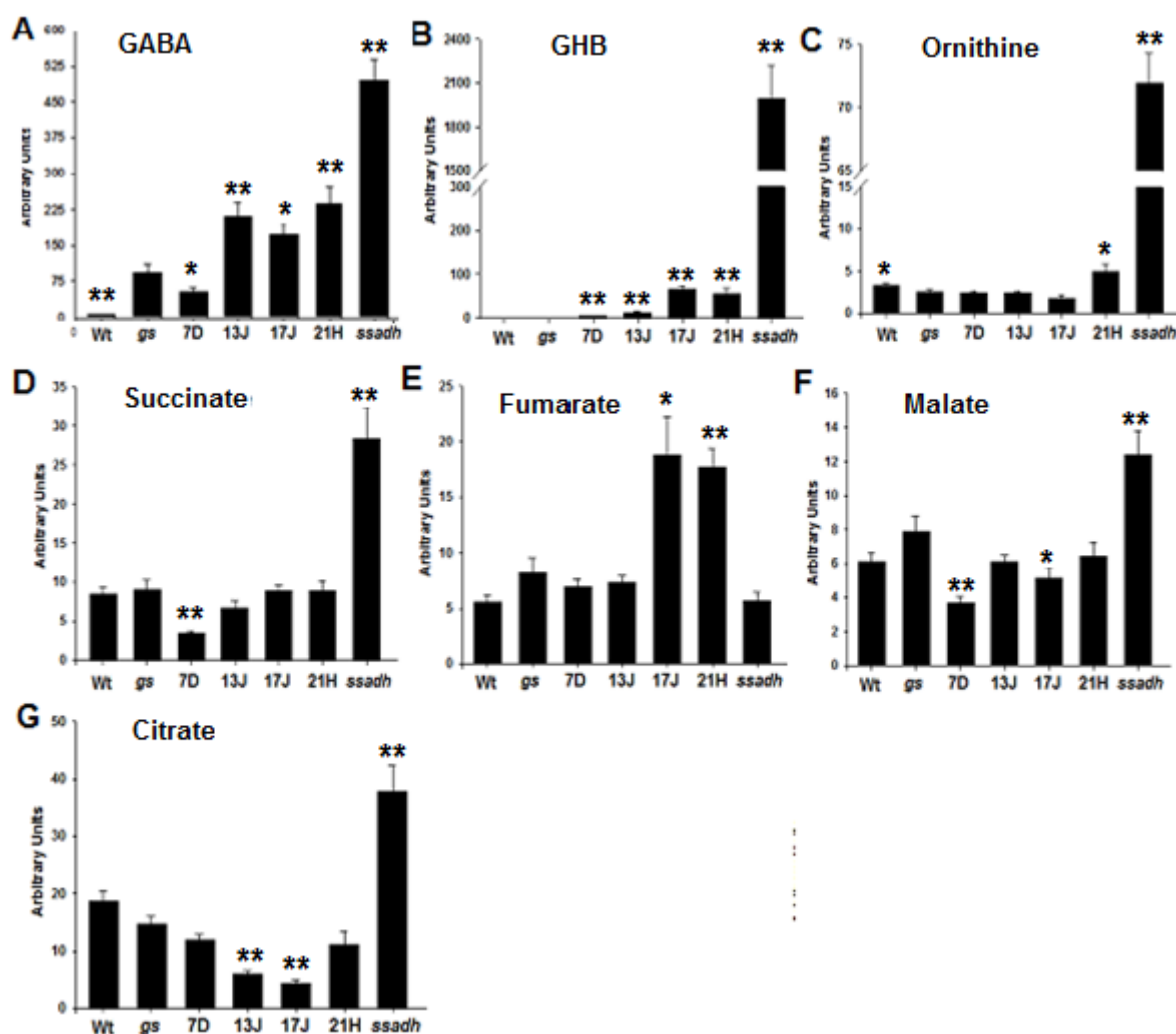 A GABA
Arbitrary Units
600
525
450
375
300
225
150
75
0
** * ** * ** **
Wt gs 7D 13J 17J 21H ssadh
B GHB
Arbitrary Units
2400
2100
1800
1500
300
200
100
0
** ** ** ** **
Wt gs 7D 13J 17J 21H ssadh
C Ornithine
Arbitrary Units
75
70
65
15
10
5
0
* * **
Wt gs 7D 13J 17J 21H ssadh
D Succinate
Arbitrary Units
35
30
25
20
15
10
5
0
** **
Wt gs 7D 13J 17J 21H ssadh
E Fumarate
Arbitrary Units
25
20
15
10
5
0
* **
Wt gs 7D 13J 17J 21H ssadh
F Malate
Arbitrary Units
16
14
12
10
8
6
4
2
0
** * **
Wt gs 7D 13J 17J 21H ssadh
G Citrate
Arbitrary Units
50
40
30
20
10
0
** ** **
Wt gs 7D 13J 17J 21H ssadh